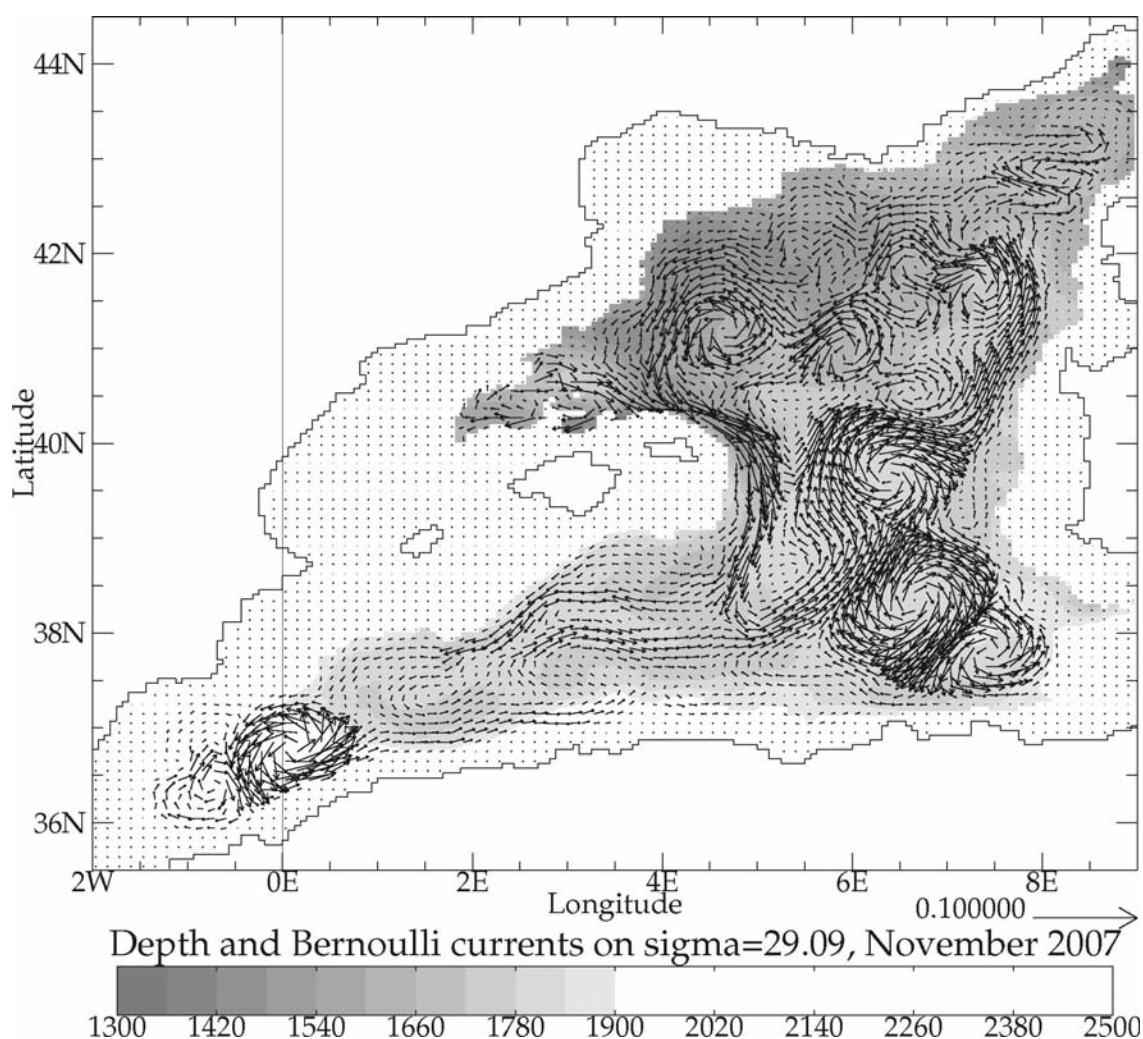 44N
42N
40N
38N
36N
Latitude
2W 0E 2E 4E 6E 8E
Longitude
0.100000
Depth and Bernoulli currents on sigma=29.09, November 2007
1300 1420 1540 1660 1780 1900 2020 2140 2260 2380 2500